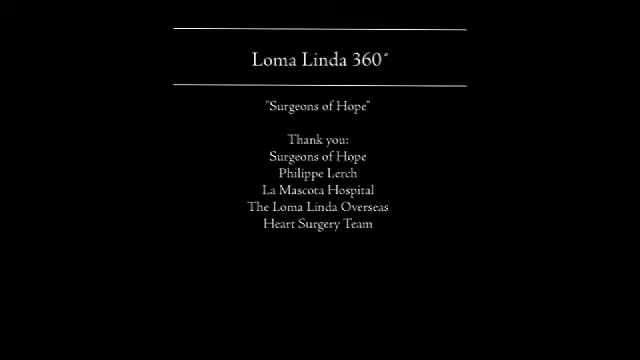 Loma Linda 360°
"Surgeons of Hope"
Thank you:
Surgeons of Hope
Philippe Lerch
La Mascota Hospital
The Loma Linda Overseas
Heart Surgery Team